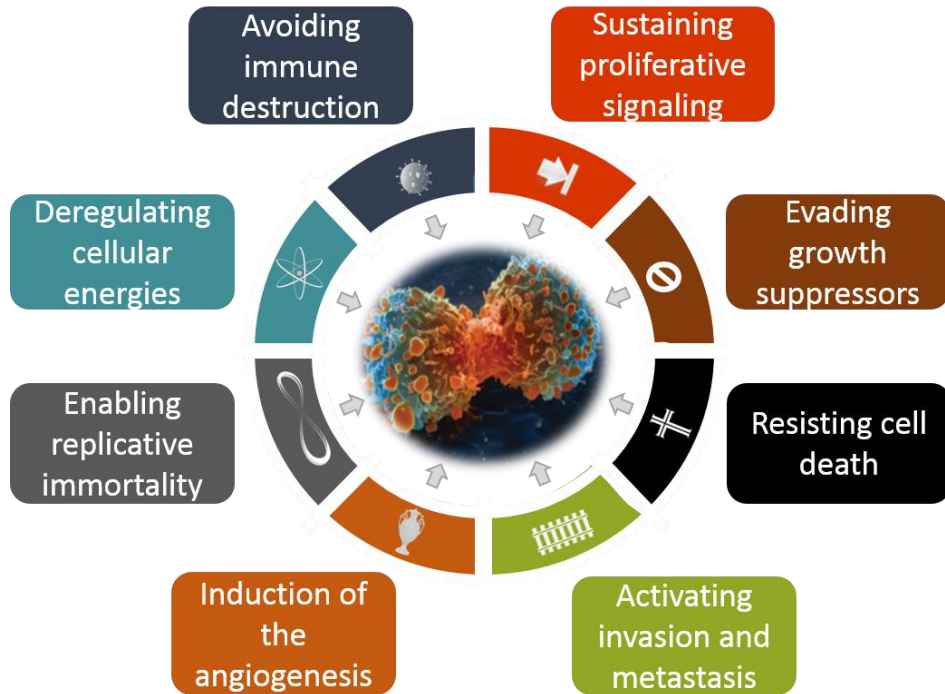 Avoiding
immune
destruction
Sustaining
proliferative
signaling
Deregulating
cellular
energies
Evading
growth
suppressors
Enabling
replicative
immortality
Resisting cell
death
Induction of
the
angiogenesis
Activating
invasion and
metastasis